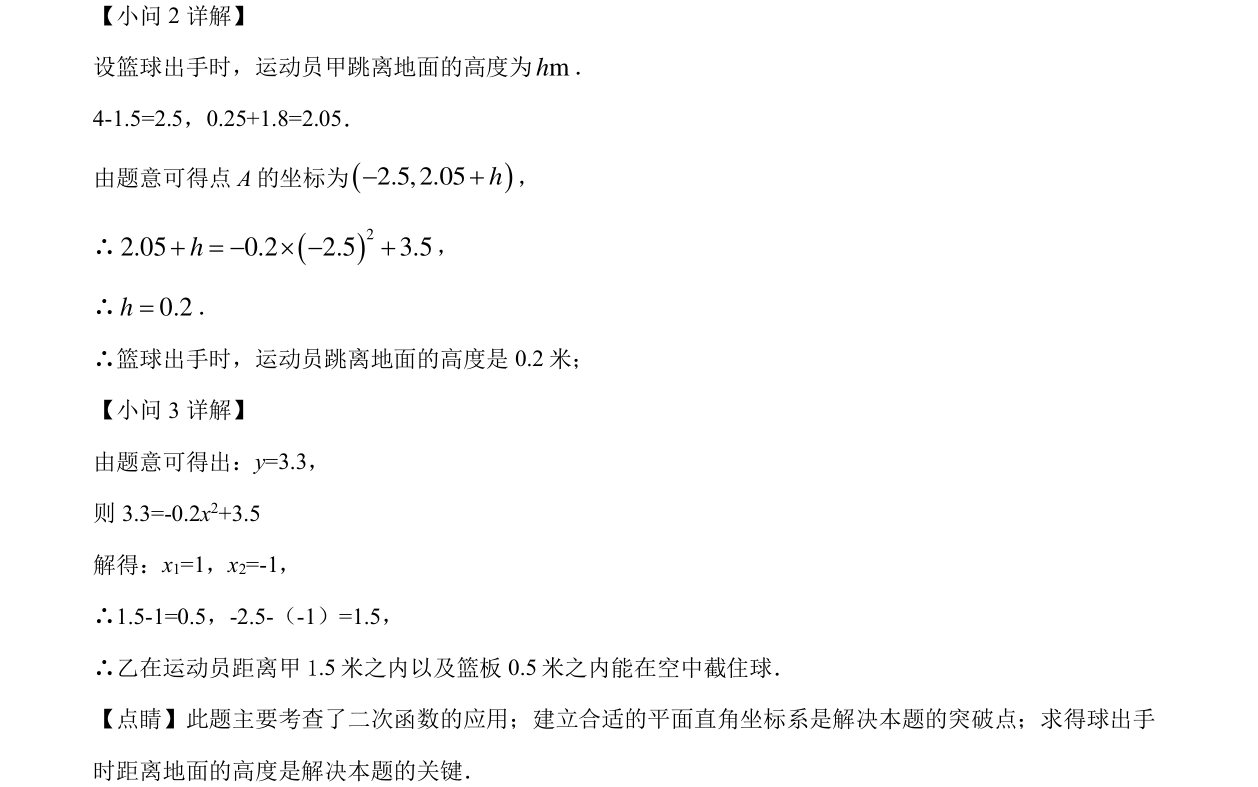 【小问 2 详解】
设篮球出手时，运动员甲跳离地面的高度为hm．
4-1.5=2.5，0.25+1.8=2.05．
由题意可得点 A 的坐标为(−2.5, 2.05+h)，
∴2.05+h=−0.2×(−2.5)²+3.5，
∴h=0.2．
∴篮球出手时，运动员跳离地面的高度是 0.2 米；
【小问 3 详解】
由题意可得出：y=3.3，
则 3.3=-0.2x²+3.5
解得：x₁=1，x₂=-1，
∴1.5-1=0.5，-2.5-（-1）=1.5，
∴乙在运动员距离甲 1.5 米之内以及篮板 0.5 米之内能在空中截住球．
【点睛】此题主要考查了二次函数的应用；建立合适的平面直角坐标系是解决本题的突破点；求得球出手
时距离地面的高度是解决本题的关键．